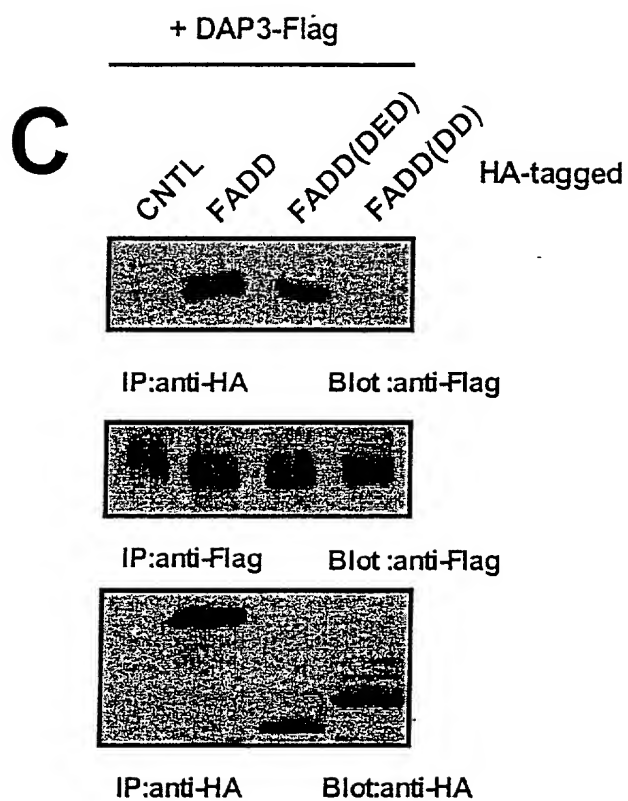 + DAP3-Flag
C
CNTL
FADD
FADD(DED)
FADD(DD)
HA-tagged
IP:anti-HA Blot :anti-Flag
IP:anti-Flag Blot :anti-Flag
IP:anti-HA Blot:anti-HA